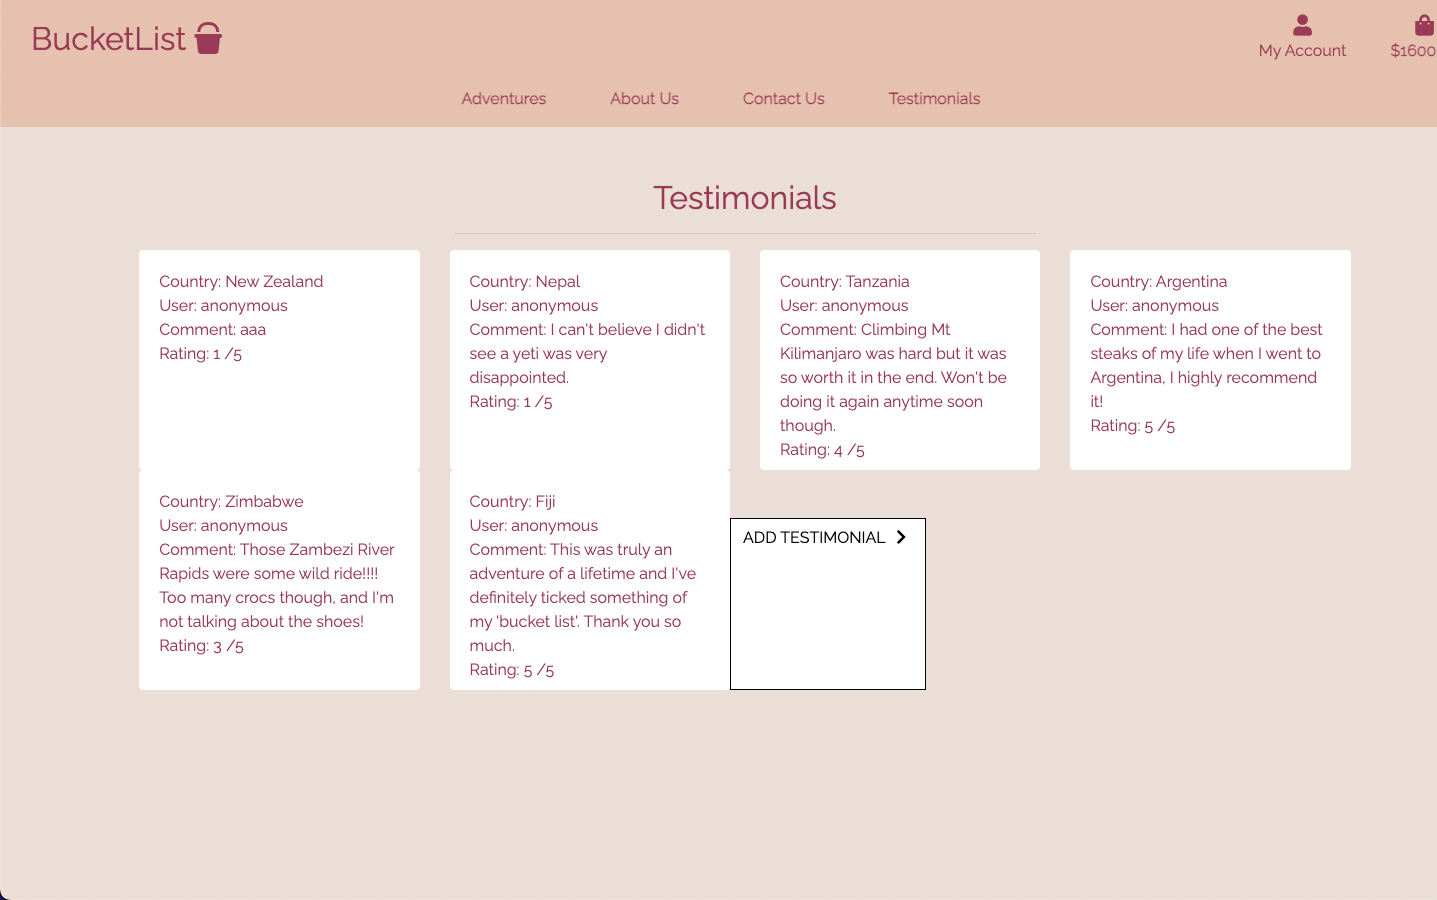 BucketList
My Account
$1600
Adventures
About Us
Contact Us
Testimonials
Testimonials
Country: New Zealand
User: anonymous
Comment: aaa
Rating: 1 /5
Country: Nepal
User: anonymous
Comment: I can't believe I didn't
see a yeti was very
disappointed.
Rating: 1 /5
Country: Tanzania
User: anonymous
Comment: Climbing Mt
Kilimanjaro was hard but it was
so worth it in the end. Won't be
doing it again anytime soon
though.
Rating: 4 /5
Country: Argentina
User: anonymous
Comment: I had one of the best
steaks of my life when I went to
Argentina, I highly recommend
it!
Rating: 5 /5
Country: Zimbabwe
User: anonymous
Comment: Those Zambezi River
Rapids were some wild ride!!!!
Too many crocs though, and I'm
not talking about the shoes!
Rating: 3 /5
Country: Fiji
User: anonymous
Comment: This was truly an
adventure of a lifetime and I've
definitely ticked something of
my 'bucket list'. Thank you so
much.
Rating: 5 /5
ADD TESTIMONIAL